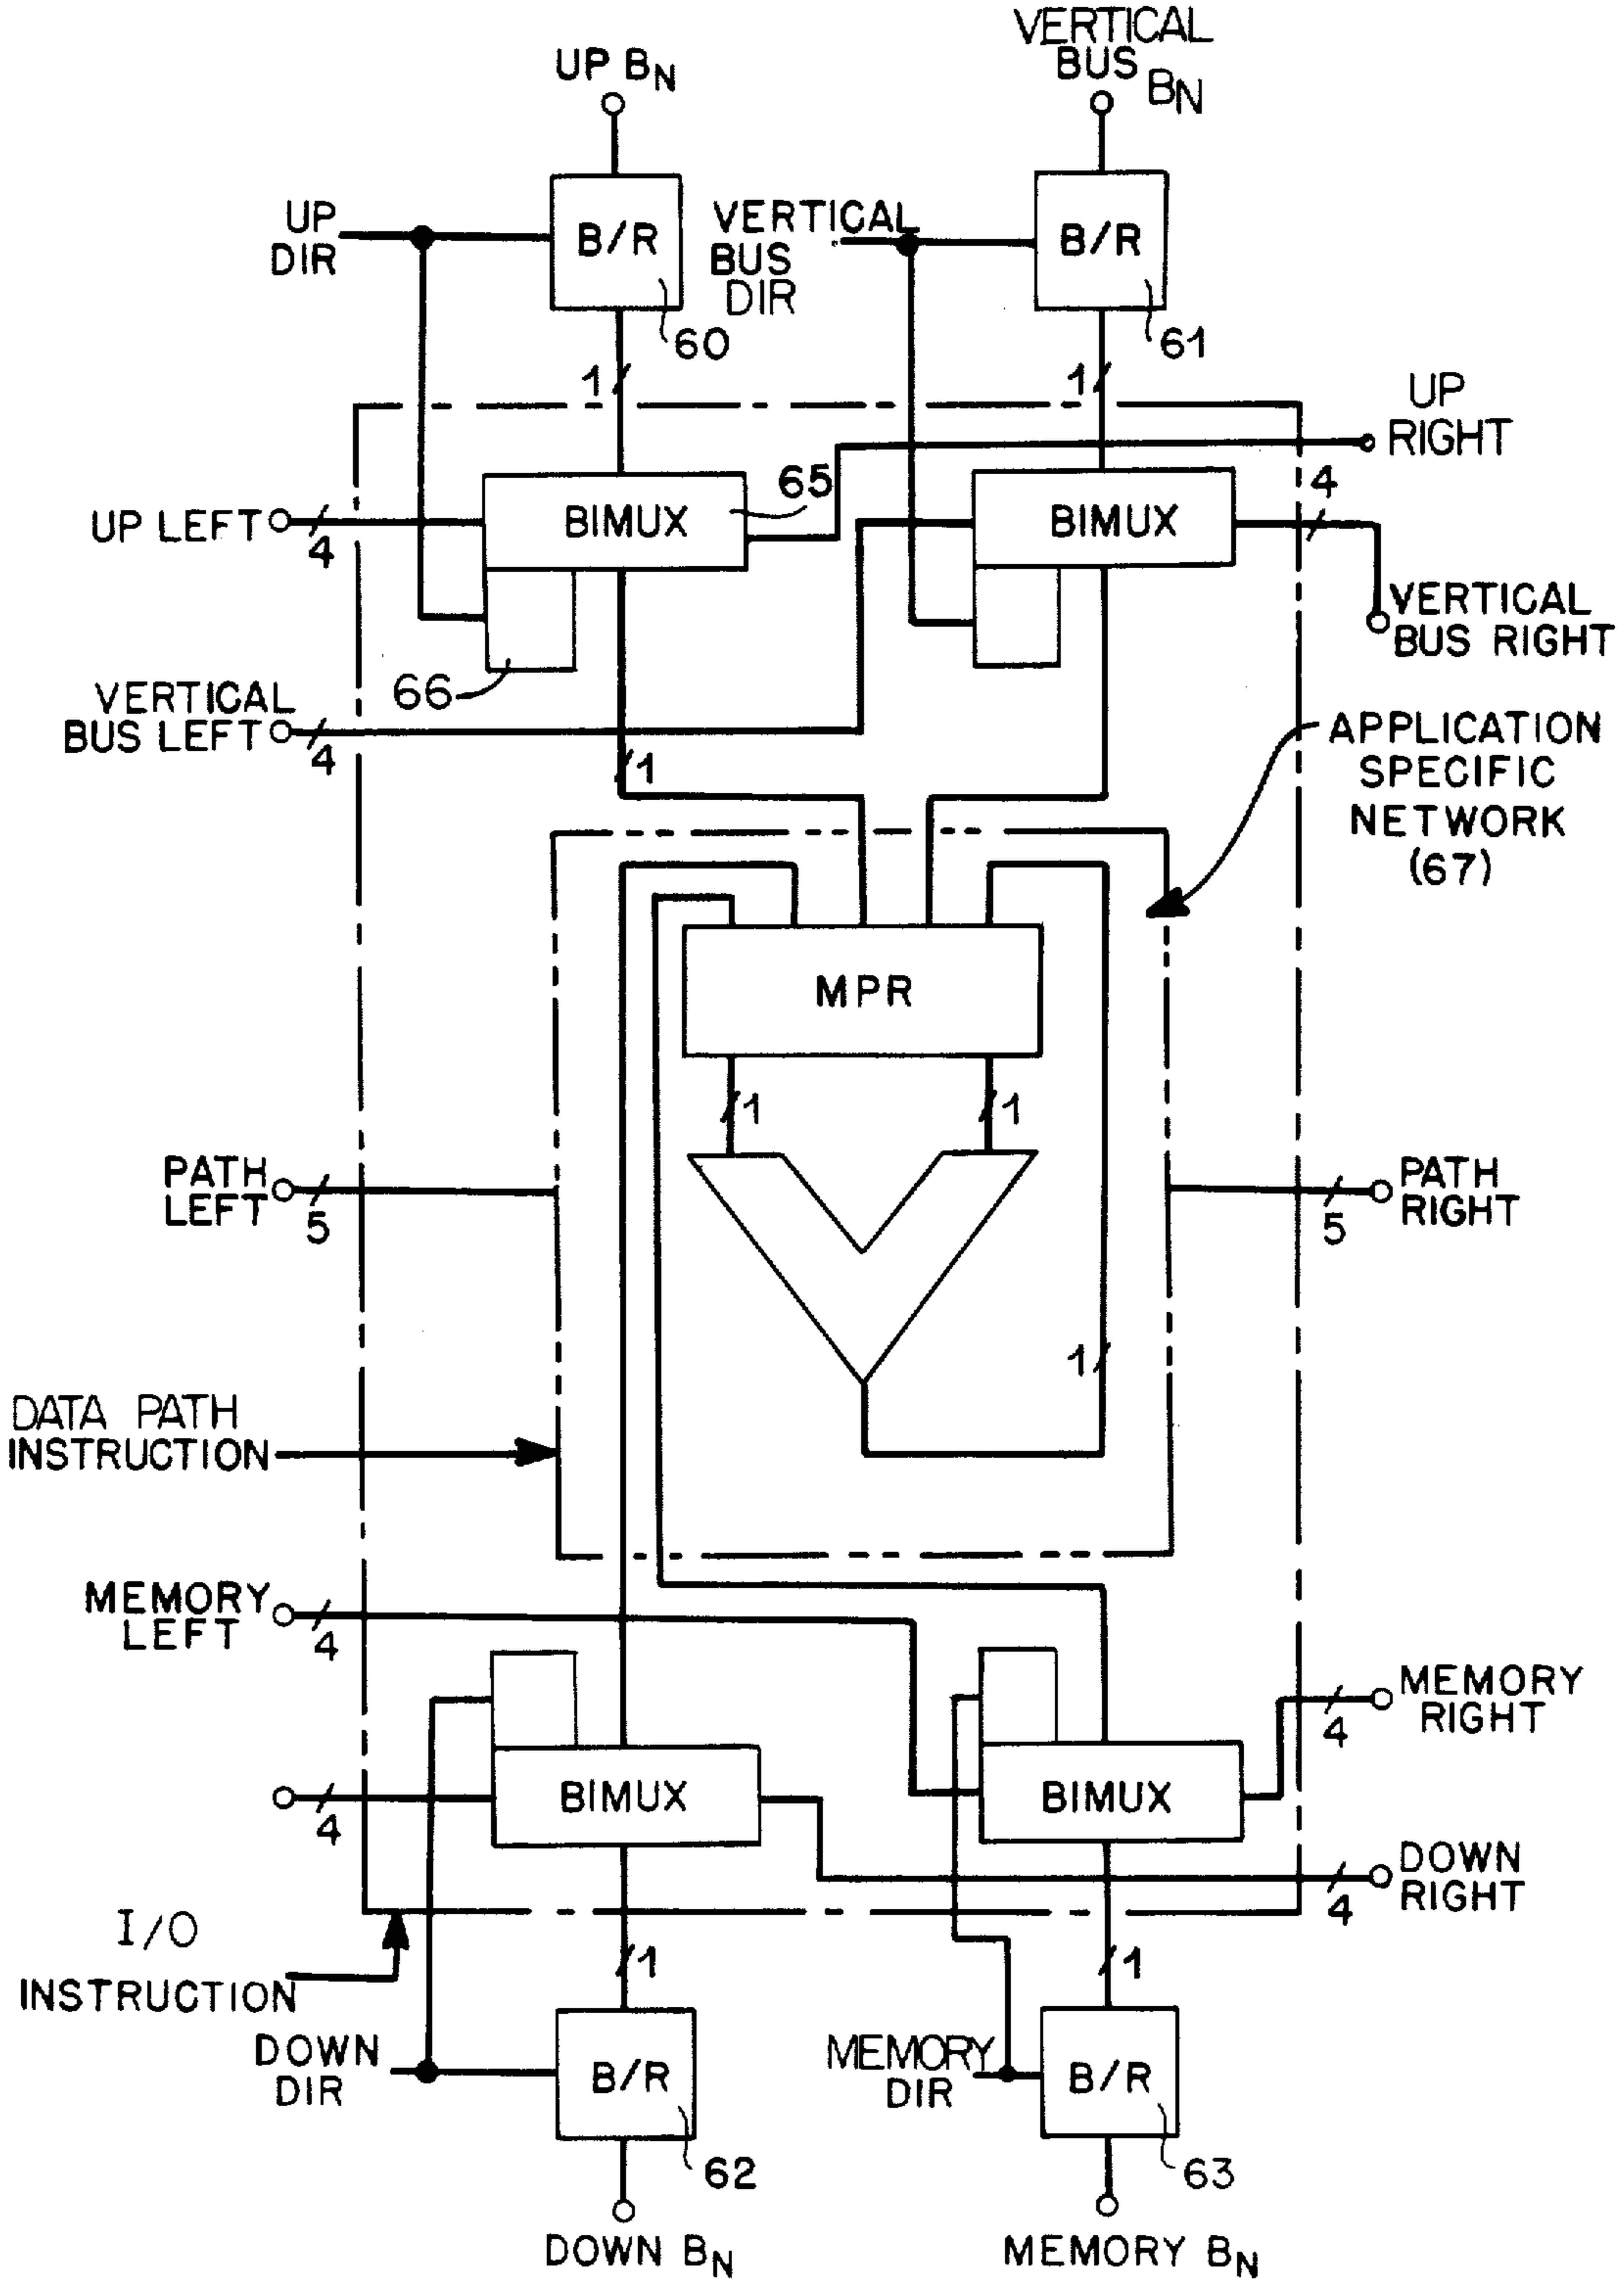 UP BN
VERTICAL
BUS BN
UP
DIR
B/R
60
VERTICAL
BUS
DIR
B/R
61
1
1
UP
RIGHT
UP LEFT
4
BIMUX
65
66
BIMUX
4
VERTICAL
BUS RIGHT
VERTICAL
BUS LEFT
4
1
APPLICATION
SPECIFIC
NETWORK
(67)
MPR
1
1
PATH
LEFT
5
PATH
RIGHT
5
1
DATA PATH
INSTRUCTION
MEMORY
LEFT
4
MEMORY
RIGHT
4
4
BIMUX
BIMUX
DOWN
RIGHT
4
I/O
INSTRUCTION
1
1
DOWN
DIR
B/R
62
MEMORY
DIR
B/R
63
DOWN BN
MEMORY BN